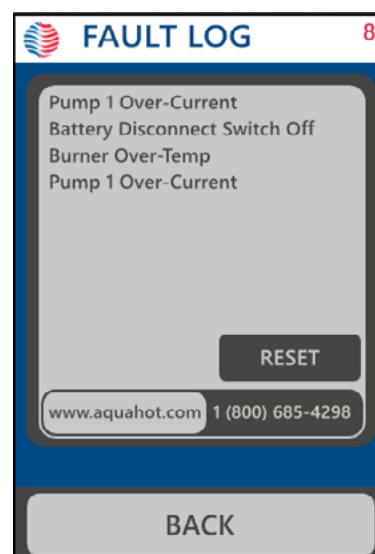 FAULT LOG 8
Pump 1 Over-Current
Battery Disconnect Switch Off
Burner Over-Temp
Pump 1 Over-Current
RESET
www.aquahot.com 1 (800) 685-4298
BACK